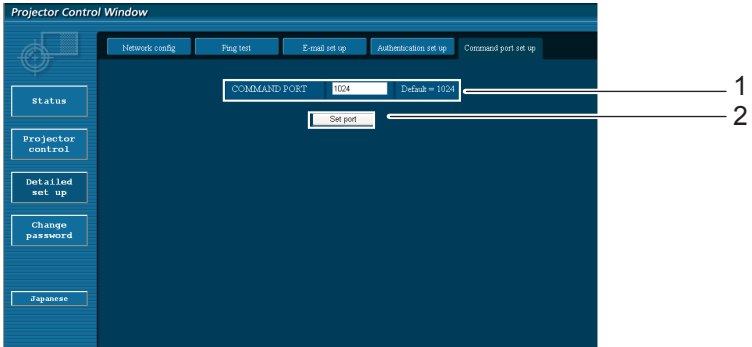 Projector Control Window
Network config
Ping test
E-mail set up
Authentication set up
Command port set up
COMMAND PORT 1024 Default = 1024 1
Set port 2
Status
Projector
control
Detailed
set up
Change
password
Japanese